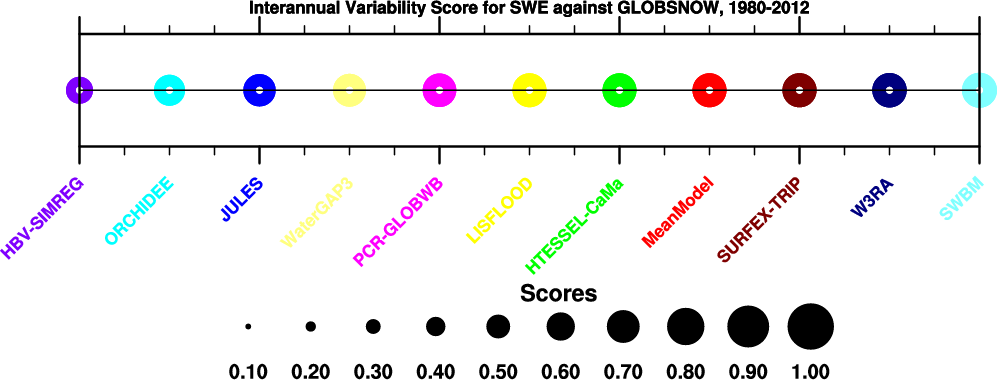 Interannual Variability Score for SWE against GLOBSNOW, 1980-2012
HBV-SIMREG
ORCHIDEE
JULES
WaterGAP3
PCR-GLOBWB
LISFLOOD
HTESSEL-CaMa
MeanModel
SURFEX-TRIP
W3RA
SWBM
Scores
0.10 0.20 0.30 0.40 0.50 0.60 0.70 0.80 0.90 1.00